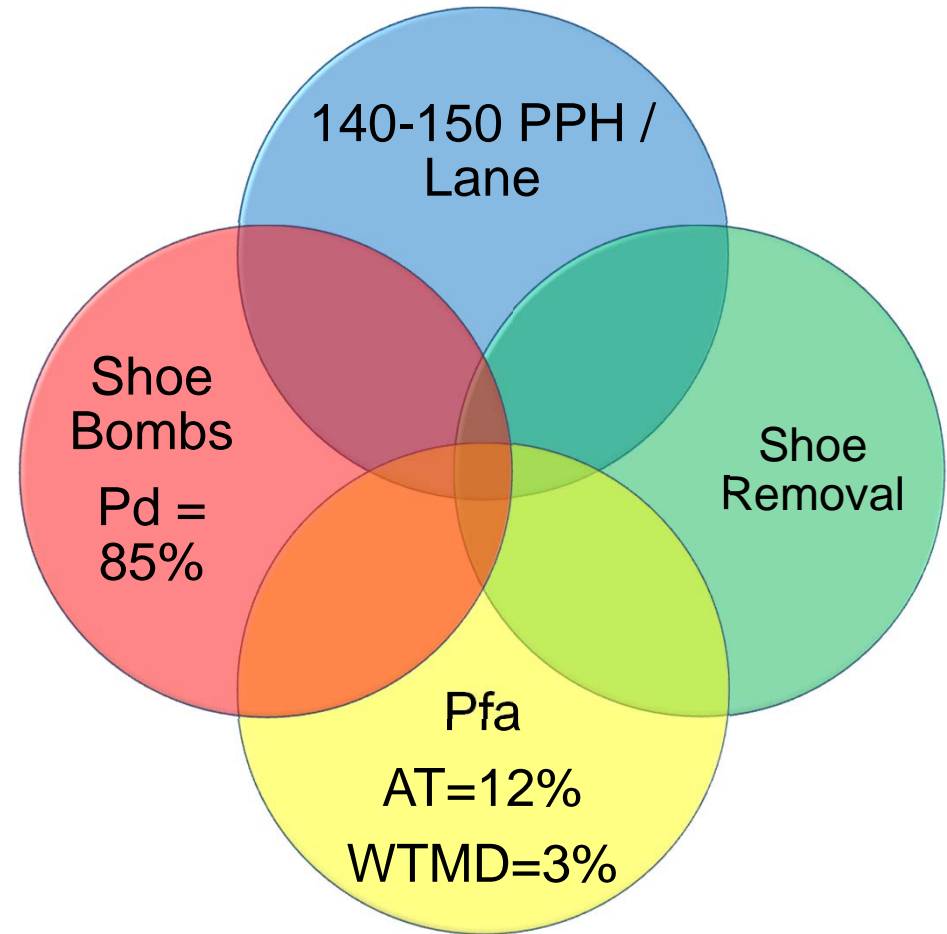 140-150 PPH /
Lane
Shoe
Bombs
Pd =
85%
Shoe
Removal
Pfa
AT=12%
WTMD=3%